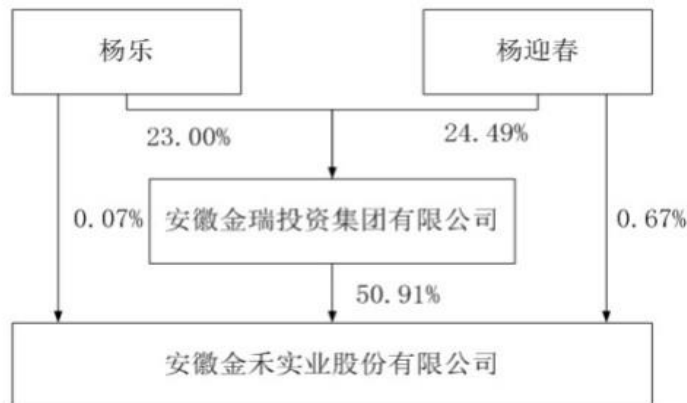 杨乐
杨迎春
23.00%
24.49%
0.07%
安徽金瑞投资集团有限公司
0.67%
50.91%
安徽金禾实业股份有限公司